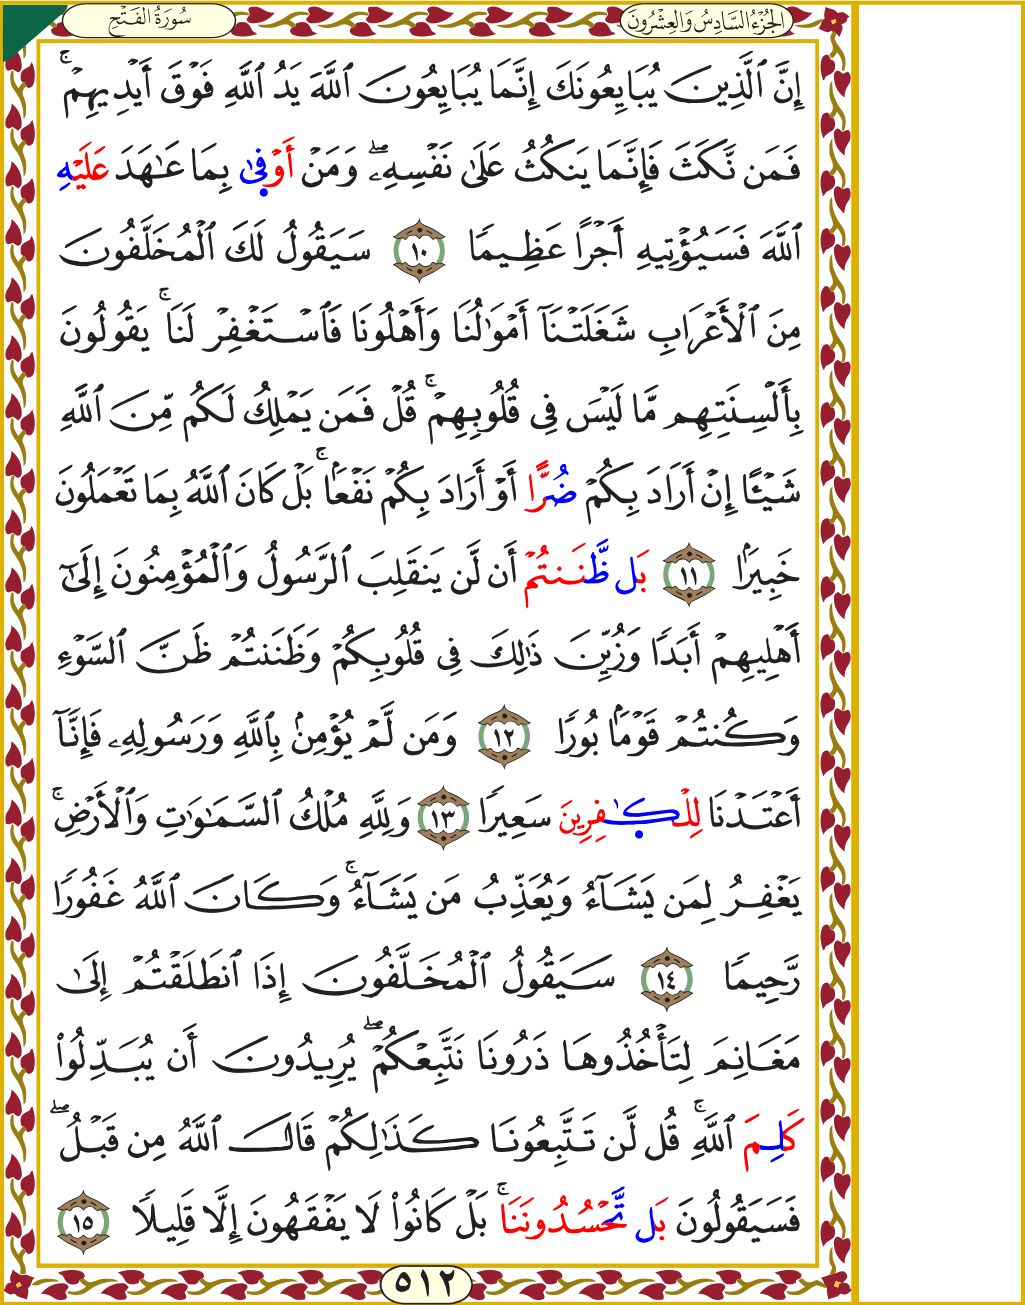 سُورَةُ الفَتْحِ
الجُزْءُ السَّادِسُ وَالعِشْرُونَ
إِنَّ ٱلَّذِينَ يُبَايِعُونَكَ إِنَّمَا يُبَايِعُونَ ٱللَّهَ يَدُ ٱللَّهِ فَوْقَ أَيْدِيهِمْۚ
فَمَن نَّكَثَ فَإِنَّمَا يَنكُثُ عَلَىٰ نَفْسِهِۦۖ وَمَنْ أَوْفٜىٰ بِمَا عَٰهَدَ عَلَيْهِ
ٱللَّهَ فَسَيُؤْتِيهِ أَجْرًا عَظِيمًا ١٠ سَيَقُولُ لَكَ ٱلْمُخَلَّفُونَ
مِنَ ٱلْأَعْرَابِ شَغَلَتْنَآ أَمْوَٰلُنَا وَأَهْلُونَا فَٱسْتَغْفِرْ لَنَاۚ يَقُولُونَ
بِأَلْسِنَتِهِم مَّا لَيْسَ فِى قُلُوبِهِمْۚ قُلْ فَمَن يَمْلِكُ لَكُم مِّنَ ٱللَّهِ
شَيْـًٔا إِنْ أَرَادَ بِكُمْ ضُرًّا أَوْ أَرَادَ بِكُمْ نَفْعَۢاۚ بَلْ كَانَ ٱللَّهُ بِمَا تَعْمَلُونَ
خَبِيرَۢا ١١ بَل ظَّنَنتُمْ أَن لَّن يَنقَلِبَ ٱلرَّسُولُ وَٱلْمُؤْمِنُونَ إِلَىٰٓ
أَهْلِيهِمْ أَبَدًا وَزُيِّنَ ذَٰلِكَ فِى قُلُوبِكُمْ وَظَنَنتُمْ ظَنَّ ٱلسَّوْءِ
وَكُنتُمْ قَوْمَۢا بُورًا ١٢ وَمَن لَّمْ يُؤْمِنۢ بِٱللَّهِ وَرَسُولِهِۦ فَإِنَّآ
أَعْتَدْنَا لِلْكٰٜفِرِينَ سَعِيرًا ١٣ وَلِلَّهِ مُلْكُ ٱلسَّمَٰوَٰتِ وَٱلْأَرْضِۚ
يَغْفِرُ لِمَن يَشَآءُ وَيُعَذِّبُ مَن يَشَآءُۚ وَكَانَ ٱللَّهُ غَفُورًا
رَّحِيمًا ١٤ سَيَقُولُ ٱلْمُخَلَّفُونَ إِذَا ٱنطَلَقْتُمْ إِلَىٰ
مَغَانِمَ لِتَأْخُذُوهَا ذَرُونَا نَتَّبِعْكُمْۖ يُرِيدُونَ أَن يُبَدِّلُوا۟
كَلِمَ ٱللَّهِۚ قُل لَّن تَتَّبِعُونَا كَذَٰلِكُمْ قَالَ ٱللَّهُ مِن قَبْلُۖ
فَسَيَقُولُونَ بَل تَّحْسُدُونَنَاۚ بَلْ كَانُوا۟ لَا يَفْقَهُونَ إِلَّا قَلِيلًا ١٥
٥١٢